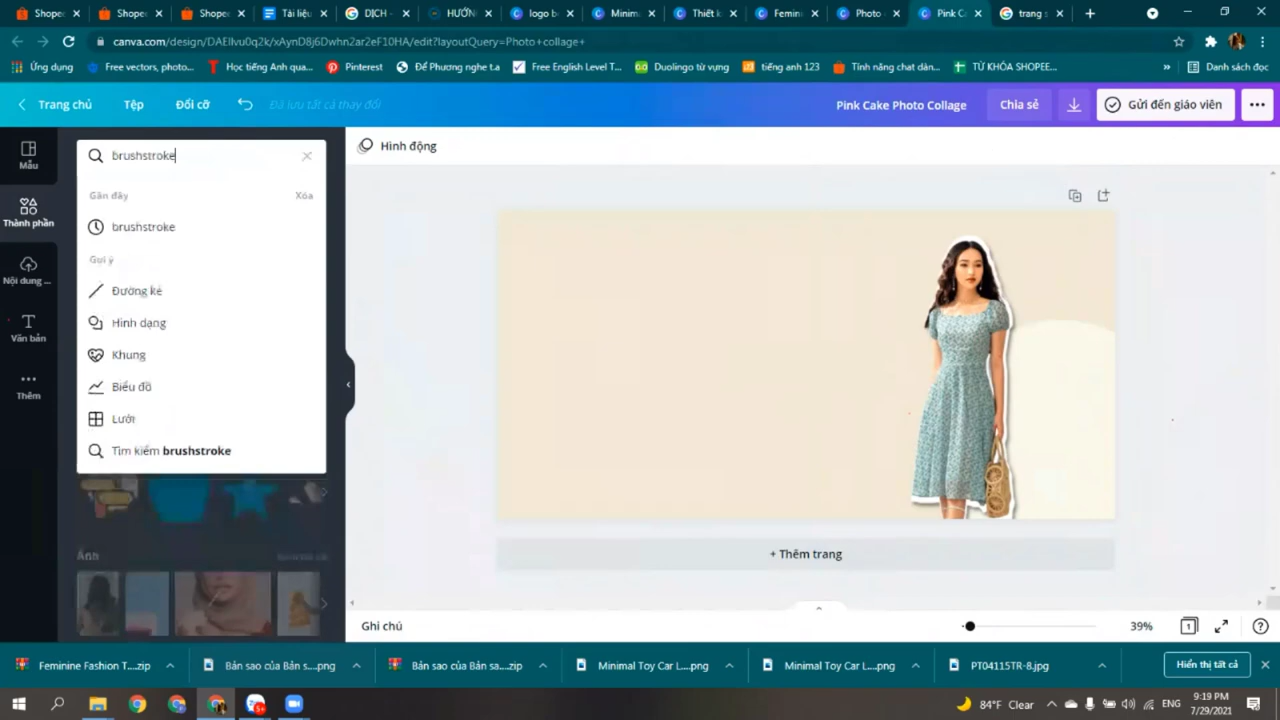 Shopee
Shopee
Shopee
Tài liệu
DỊCH -
HƯỚN
logo b
Minim
Thiết k
Femin
Photo
Pink C
trang s
canva.com/design/DAEllvu0q2k/xAynD8j6Dwhn2ar2eF10HA/edit?layoutQuery=Photo+collage+
Ứng dụng
Free vectors, photo...
Học tiếng Anh qua...
Pinterest
Để Phương nghe t.a
Free English Level T...
Duolingo từ vựng
tiếng anh 123
Tính năng chat dàn...
TỪ KHÓA SHOPEE...
»
Danh sách đọc
Trang chủ
Tệp
Đổi cỡ
Đã lưu tất cả thay đổi
Pink Cake Photo Collage
Chia sẻ
Gửi đến giáo viên
Mẫu
Thành phần
Nội dung ...
Văn bản
Thêm
brushstroke
Gần đây
Xóa
brushstroke
Gợi ý
Đường kẻ
Hình dạng
Khung
Biểu đồ
Lưới
Tìm kiếm brushstroke
Ảnh
Hình động
+ Thêm trang
Ghi chú
39%
1
Feminine Fashion T....zip
Bản sao của Bản s....png
Bản sao của Bản sa....zip
Minimal Toy Car L....png
Minimal Toy Car L....png
PT04115TR-8.jpg
Hiển thị tất cả
84°F Clear
ENG
9:19 PM
7/29/2021